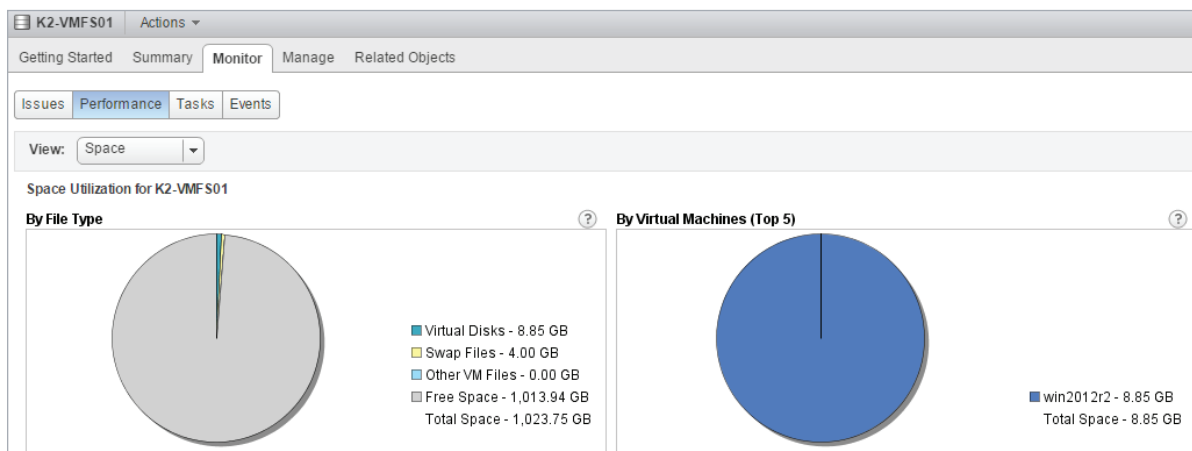 K2-VMFS01 Actions
Getting Started Summary Monitor Manage Related Objects
Issues Performance Tasks Events
View: Space
Space Utilization for K2-VMFS01
By File Type ?
Virtual Disks - 8.85 GB
Swap Files - 4.00 GB
Other VM Files - 0.00 GB
Free Space - 1,013.94 GB
Total Space - 1,023.75 GB
By Virtual Machines (Top 5) ?
win2012r2 - 8.85 GB
Total Space - 8.85 GB